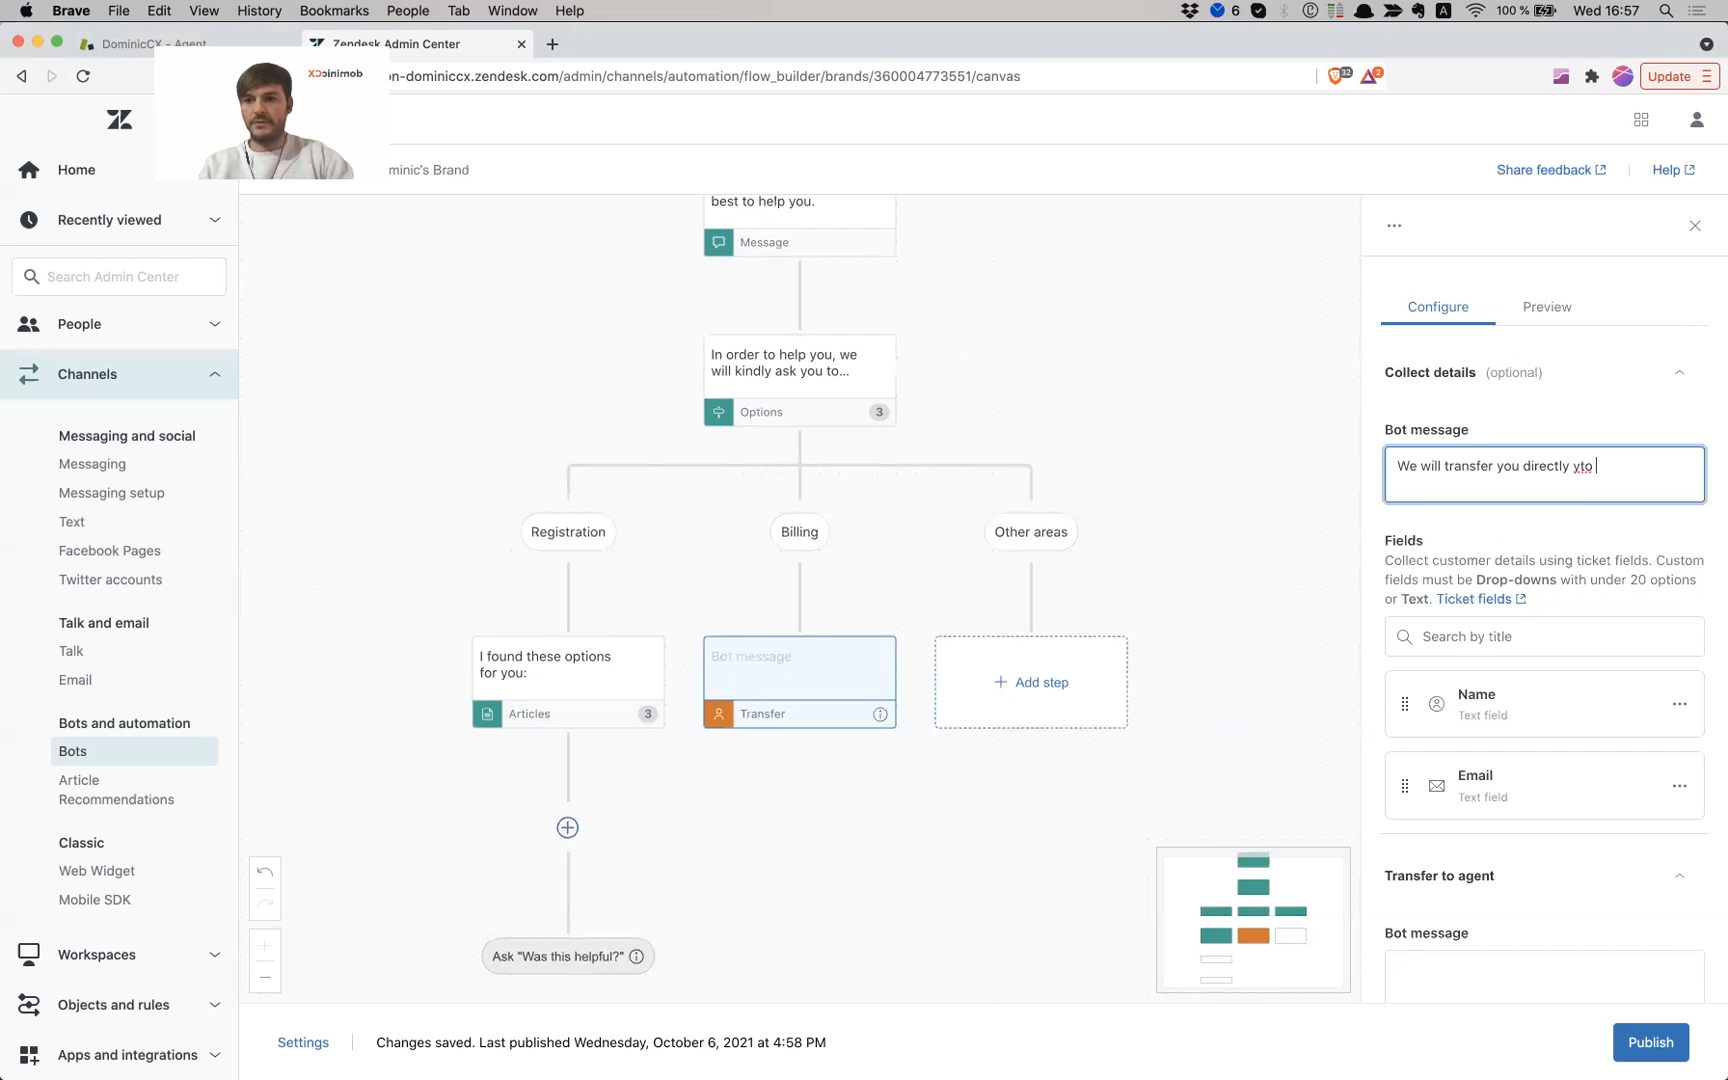 Brave File Edit View History Bookmarks People Tab Window Help 6 A 100 % Wed 16:57
DominicCX - Agent Zendesk Admin Center
n-dominiccx.zendesk.com/admin/channels/automation/flow_builder/brands/360004773551/canvas 32 2 Update
minic's Brand Share feedback Help
Home
Recently viewed
Search Admin Center
People
Channels
Messaging and social
Messaging
Messaging setup
Text
Facebook Pages
Twitter accounts
Talk and email
Talk
Email
Bots and automation
Bots
Article
Recommendations
Classic
Web Widget
Mobile SDK
Workspaces
Objects and rules
Apps and integrations
best to help you.
Message
In order to help you, we
will kindly ask you to...
Options 3
Registration Billing Other areas
I found these options
for you:
Articles 3
Bot message
Transfer
Add step
Ask "Was this helpful?"
Configure Preview
Collect details (optional)
Bot message
We will transfer you directly yto
Fields
Collect customer details using ticket fields. Custom
fields must be Drop-downs with under 20 options
or Text. Ticket fields
Search by title
Name
Text field
Email
Text field
Transfer to agent
Bot message
Settings Changes saved. Last published Wednesday, October 6, 2021 at 4:58 PM Publish